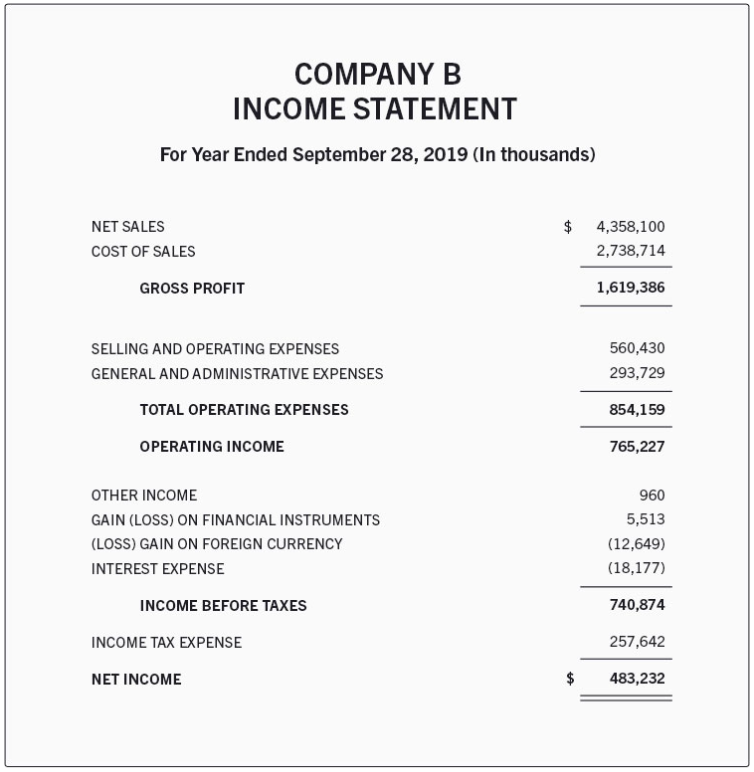 COMPANY B
INCOME STATEMENT
For Year Ended September 28, 2019 (In thousands)
NET SALES $ 4,358,100
COST OF SALES 2,738,714
GROSS PROFIT 1,619,386
SELLING AND OPERATING EXPENSES 560,430
GENERAL AND ADMINISTRATIVE EXPENSES 293,729
TOTAL OPERATING EXPENSES 854,159
OPERATING INCOME 765,227
OTHER INCOME 960
GAIN (LOSS) ON FINANCIAL INSTRUMENTS 5,513
(LOSS) GAIN ON FOREIGN CURRENCY (12,649)
INTEREST EXPENSE (18,177)
INCOME BEFORE TAXES 740,874
INCOME TAX EXPENSE 257,642
NET INCOME $ 483,232